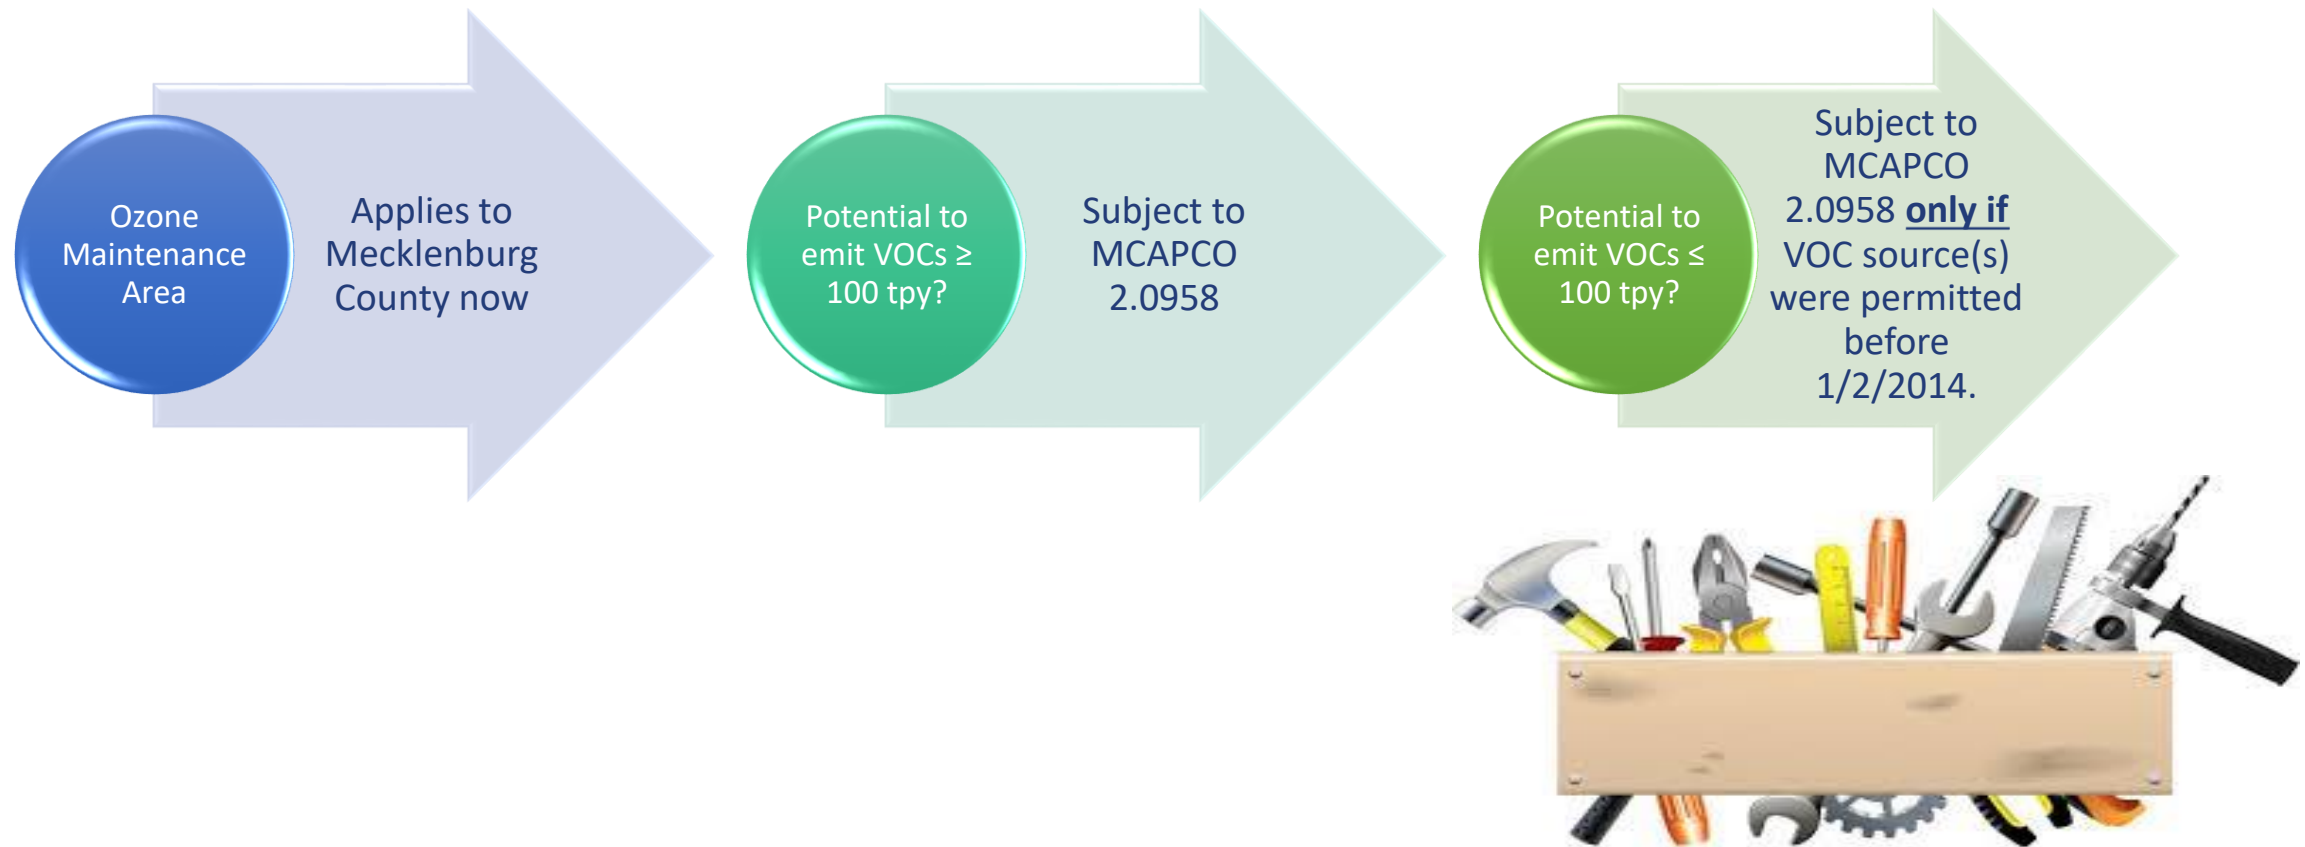 Ozone
Maintenance
Area
Applies to
Mecklenburg
County now
Potential to
emit VOCs ≥
100 tpy?
Subject to
MCAPCO
2.0958
Potential to
emit VOCs ≤
100 tpy?
Subject to
MCAPCO
2.0958 only if
VOC source(s)
were permitted
before
1/2/2014.